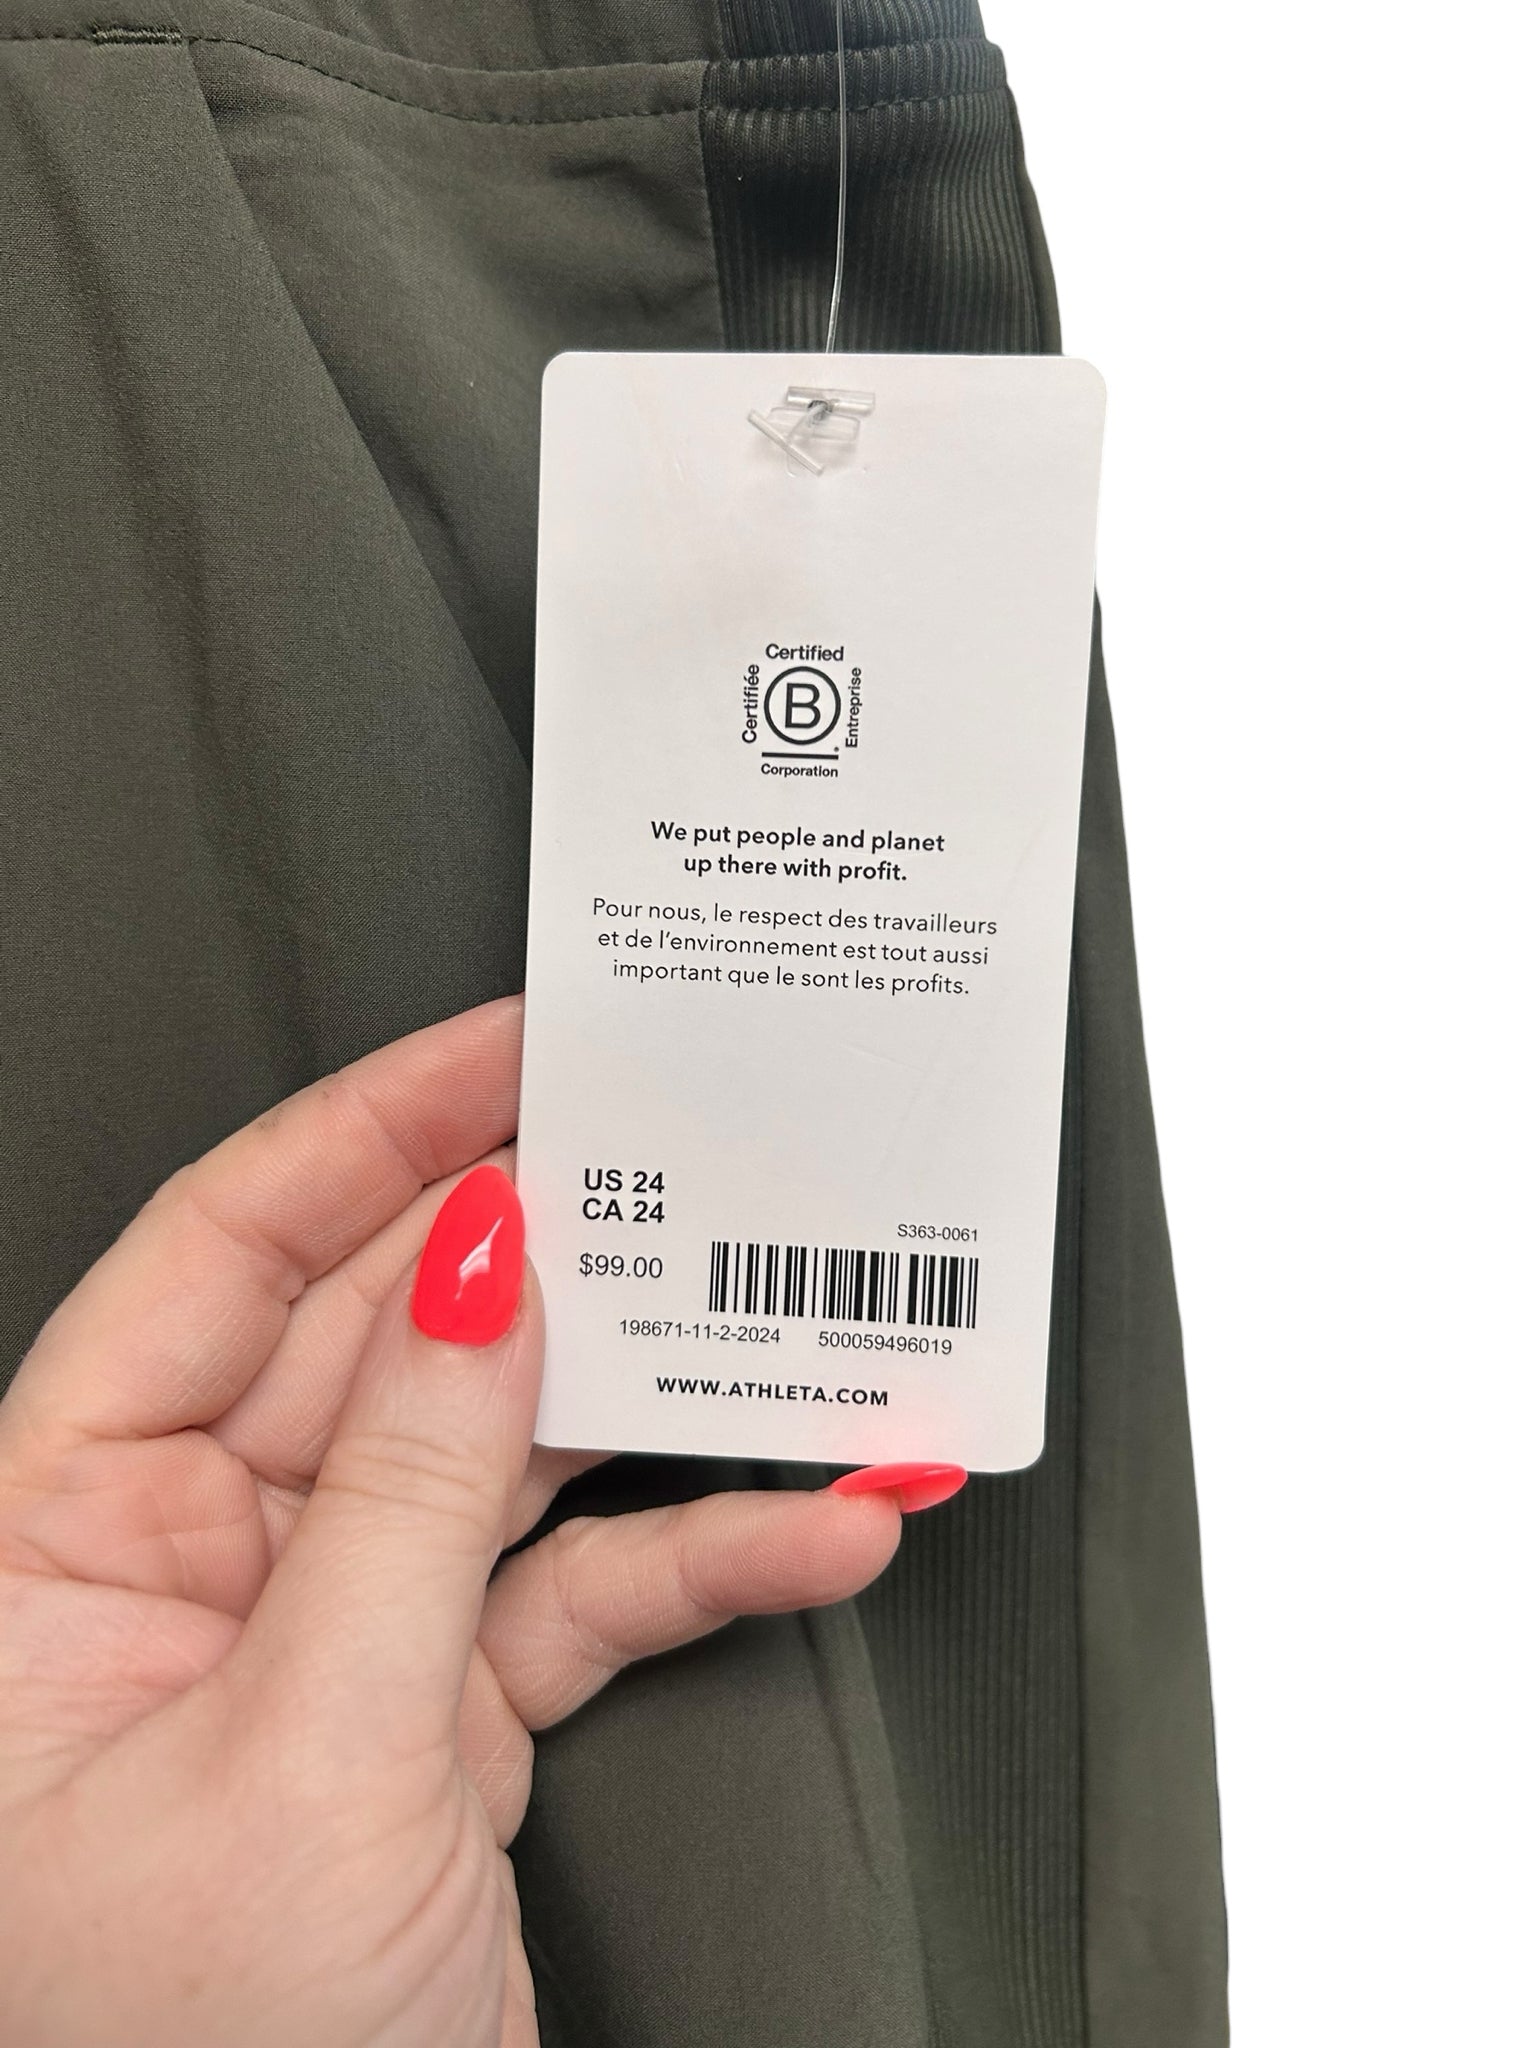 Certified
Certifiée
B
Entreprise
Corporation
We put people and planet
up there with profit.
Pour nous, le respect des travailleurs
et de l'environnement est tout aussi
important que le sont les profits.
US 24
CA 24
S363-0061
$99.00
198671-11-2-2024 500059496019
WWW.ATHLETA.COM